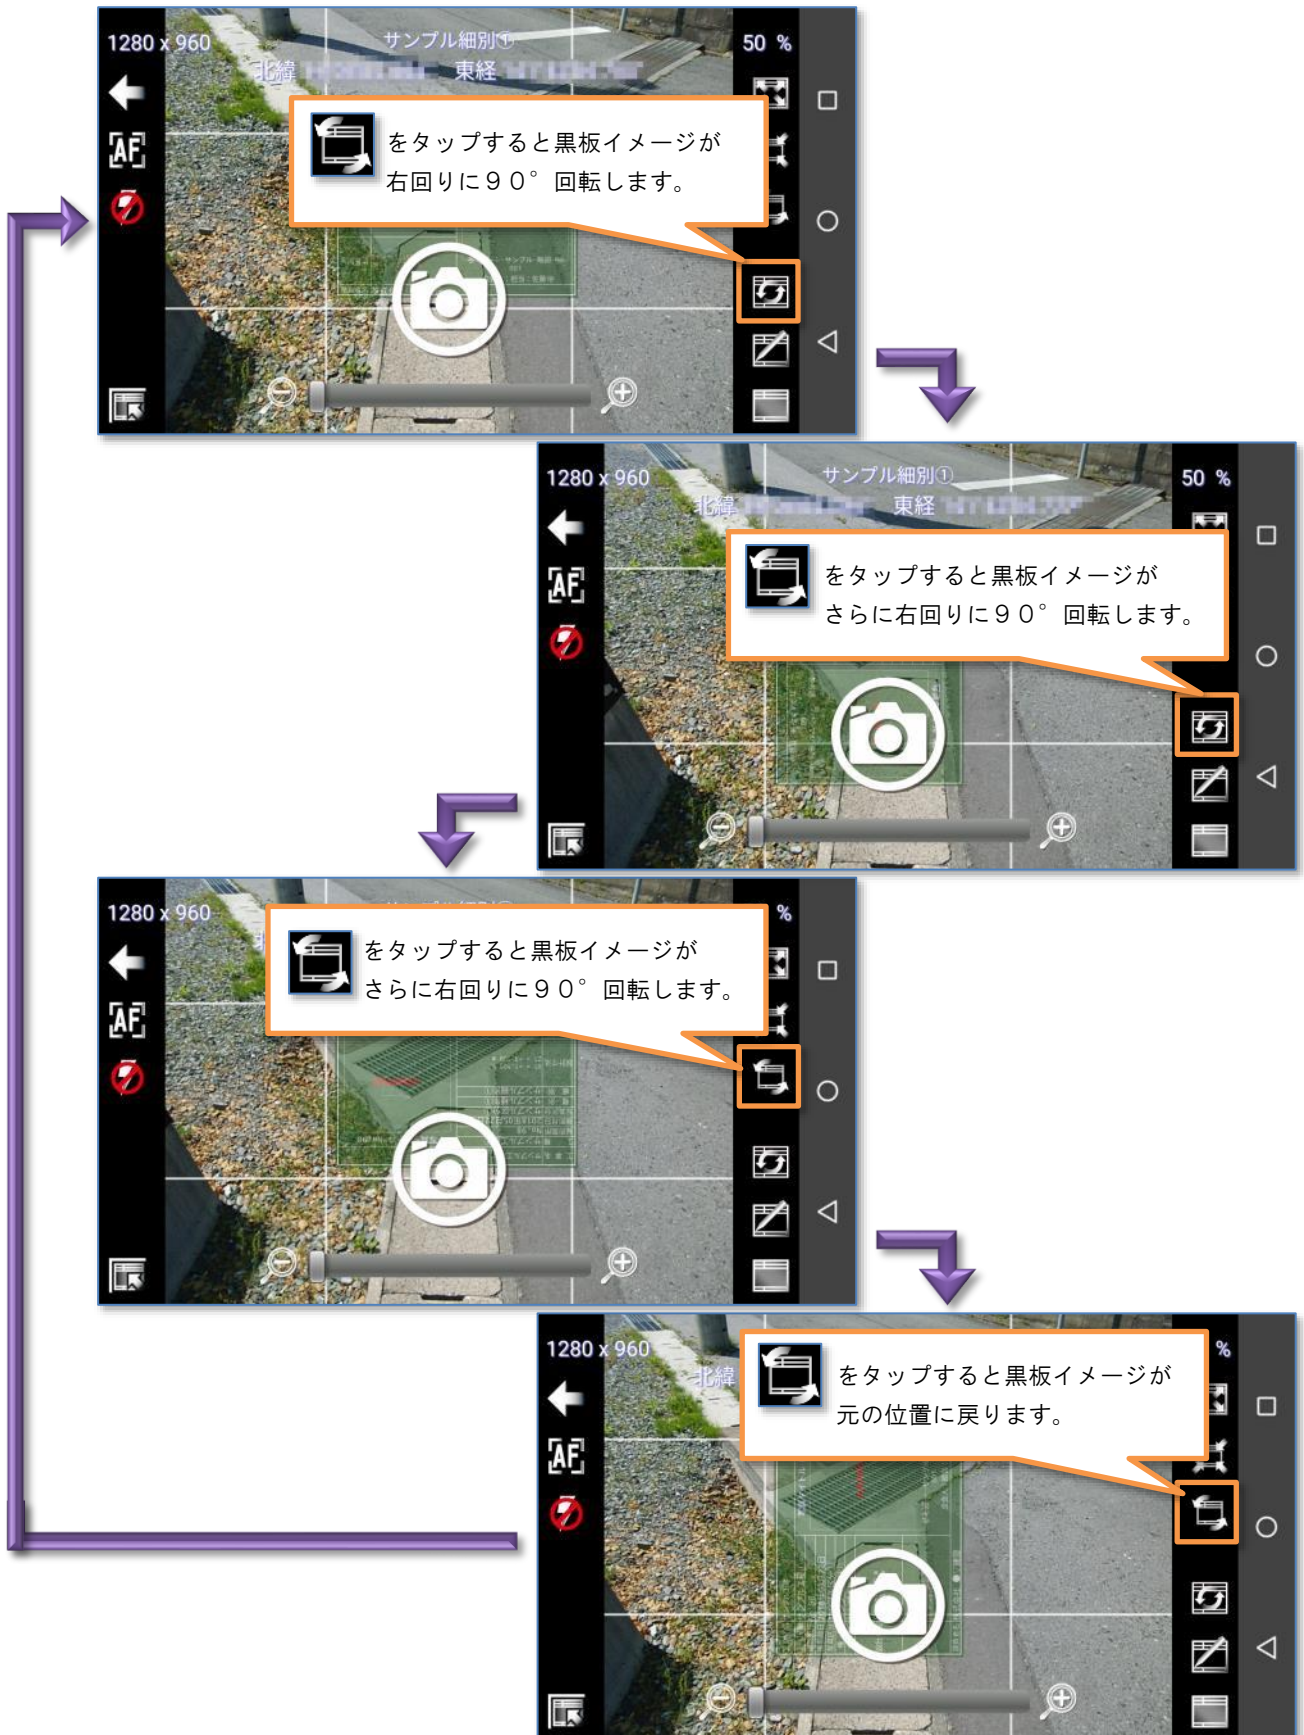 1280 x 960
サンプル細別①
50 %
北緯
東経
をタップすると黒板イメージが
右回りに９０°回転します。
AF
1280 x 960
サンプル細別①
50 %
北緯
東経
をタップすると黒板イメージが
さらに右回りに９０°回転します。
AF
1280 x 960
%
をタップすると黒板イメージが
さらに右回りに９０°回転します。
AF
1280 x 960
%
北緯
をタップすると黒板イメージが
元の位置に戻ります。
AF